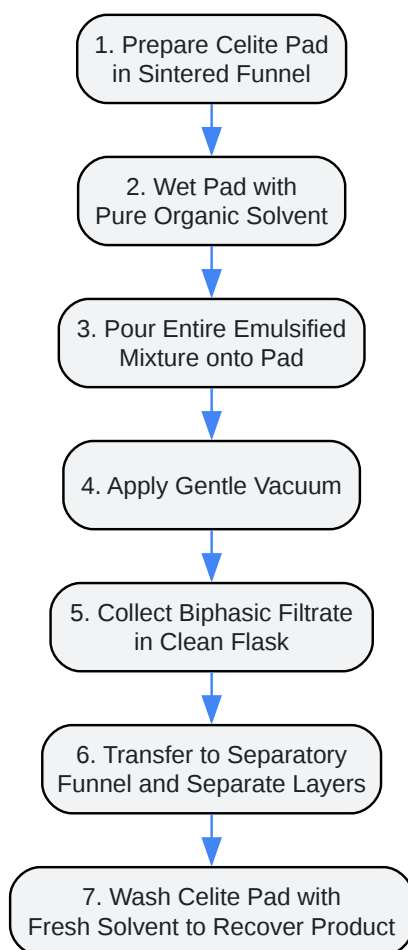 1. Prepare Celite Pad
in Sintered Funnel
2. Wet Pad with
Pure Organic Solvent
3. Pour Entire Emulsified
Mixture onto Pad
4. Apply Gentle Vacuum
5. Collect Biphasic Filtrate
in Clean Flask
6. Transfer to Separatory
Funnel and Separate Layers
7. Wash Celite Pad with
Fresh Solvent to Recover Product